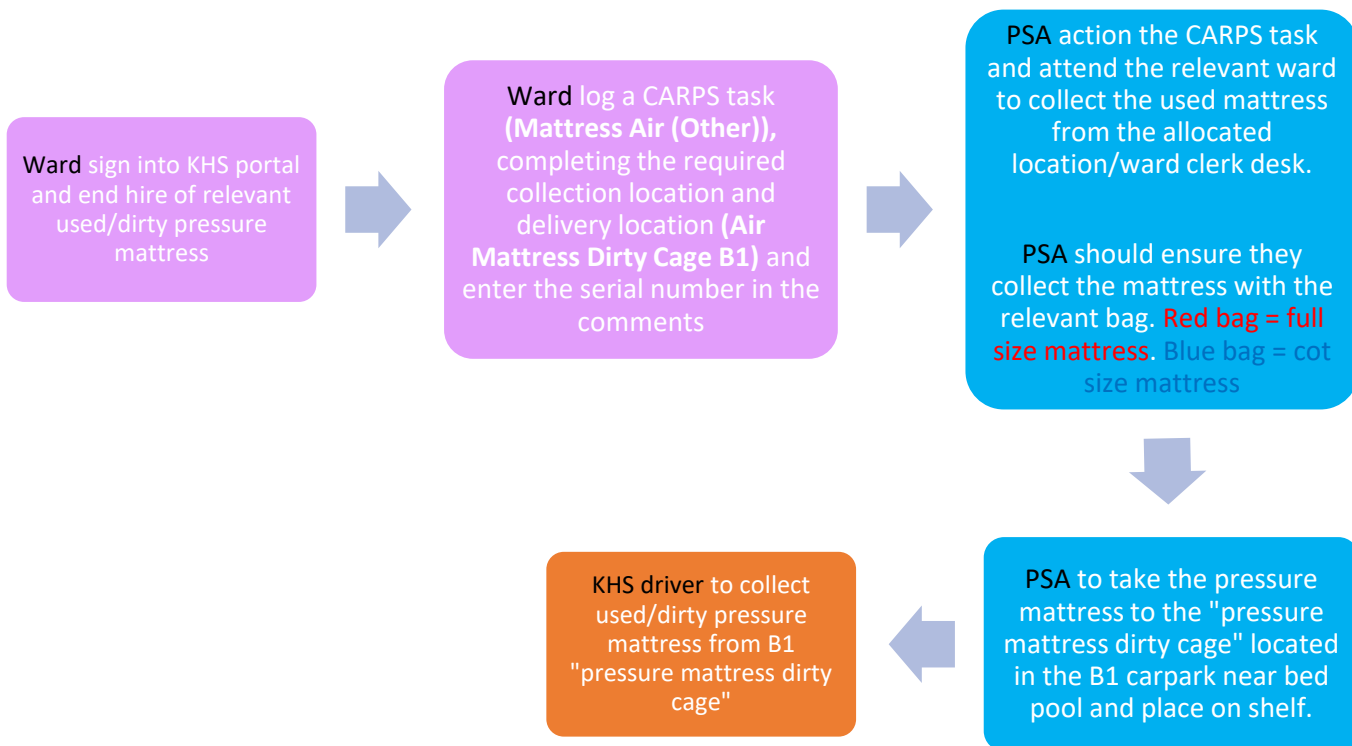 Ward sign into KHS portal
and end hire of relevant
used/dirty pressure
mattress
Ward log a CARPS task
(Mattress Air (Other)),
completing the required
collection location and
delivery location (Air
Mattress Dirty Cage B1) and
enter the serial number in the
comments
PSA action the CARPS task
and attend the relevant ward
to collect the used mattress
from the allocated
location/ward clerk desk.
PSA should ensure they
collect the mattress with the
relevant bag. Red bag = full
size mattress. Blue bag = cot
size mattress
PSA to take the pressure
mattress to the "pressure
mattress dirty cage" located
in the B1 carpark near bed
pool and place on shelf.
KHS driver to collect
used/dirty pressure
mattress from B1
"pressure mattress dirty
cage"